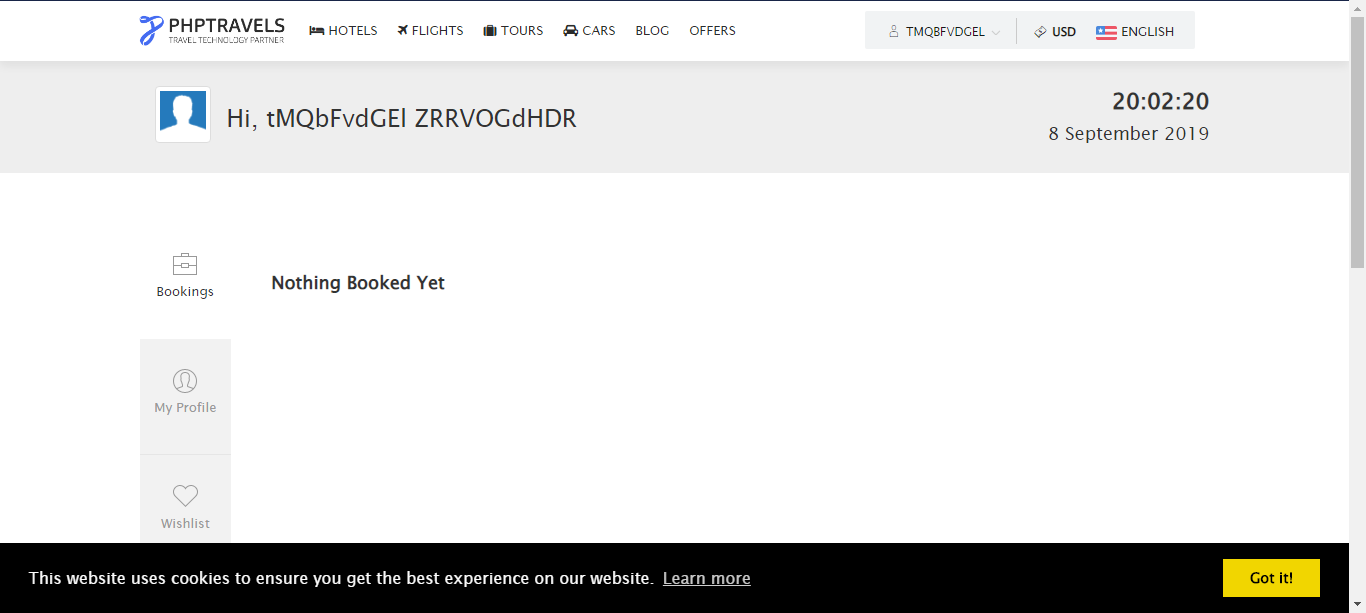 PHPTRAVELS
TRAVEL TECHNOLOGY PARTNER
HOTELS FLIGHTS TOURS CARS BLOG OFFERS
TMQBFVDGEL USD ENGLISH
Hi, tMQbFvdGEl ZRRVOGdHDR
20:02:20
8 September 2019
Bookings
Nothing Booked Yet
My Profile
Wishlist
This website uses cookies to ensure you get the best experience on our website. Learn more
Got it!